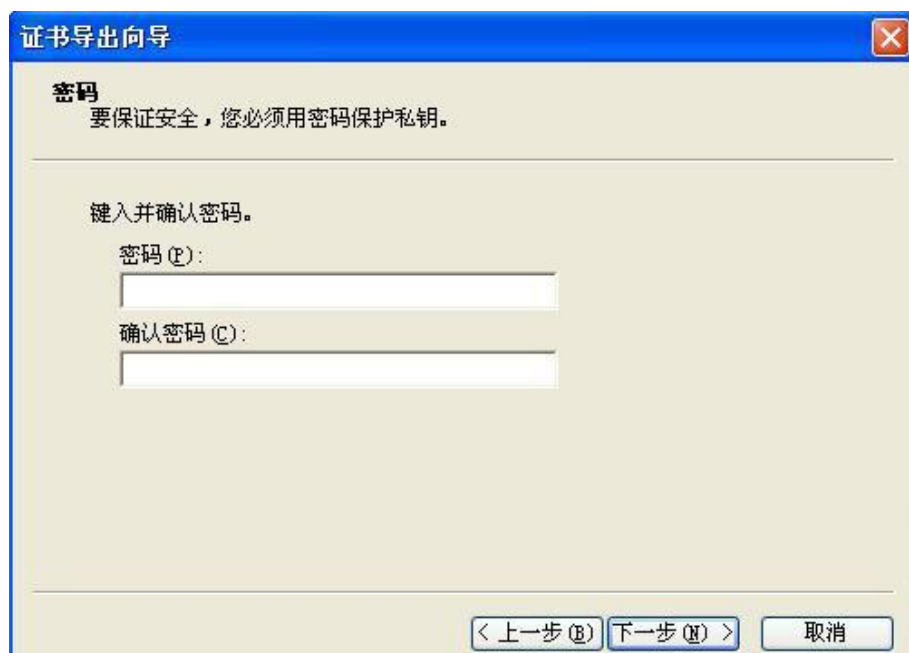 证书导出向导
密码
要保证安全，您必须用密码保护私钥。
键入并确认密码。
密码(P):
确认密码(C):
< 上一步(B) 下一步(N) > 取消